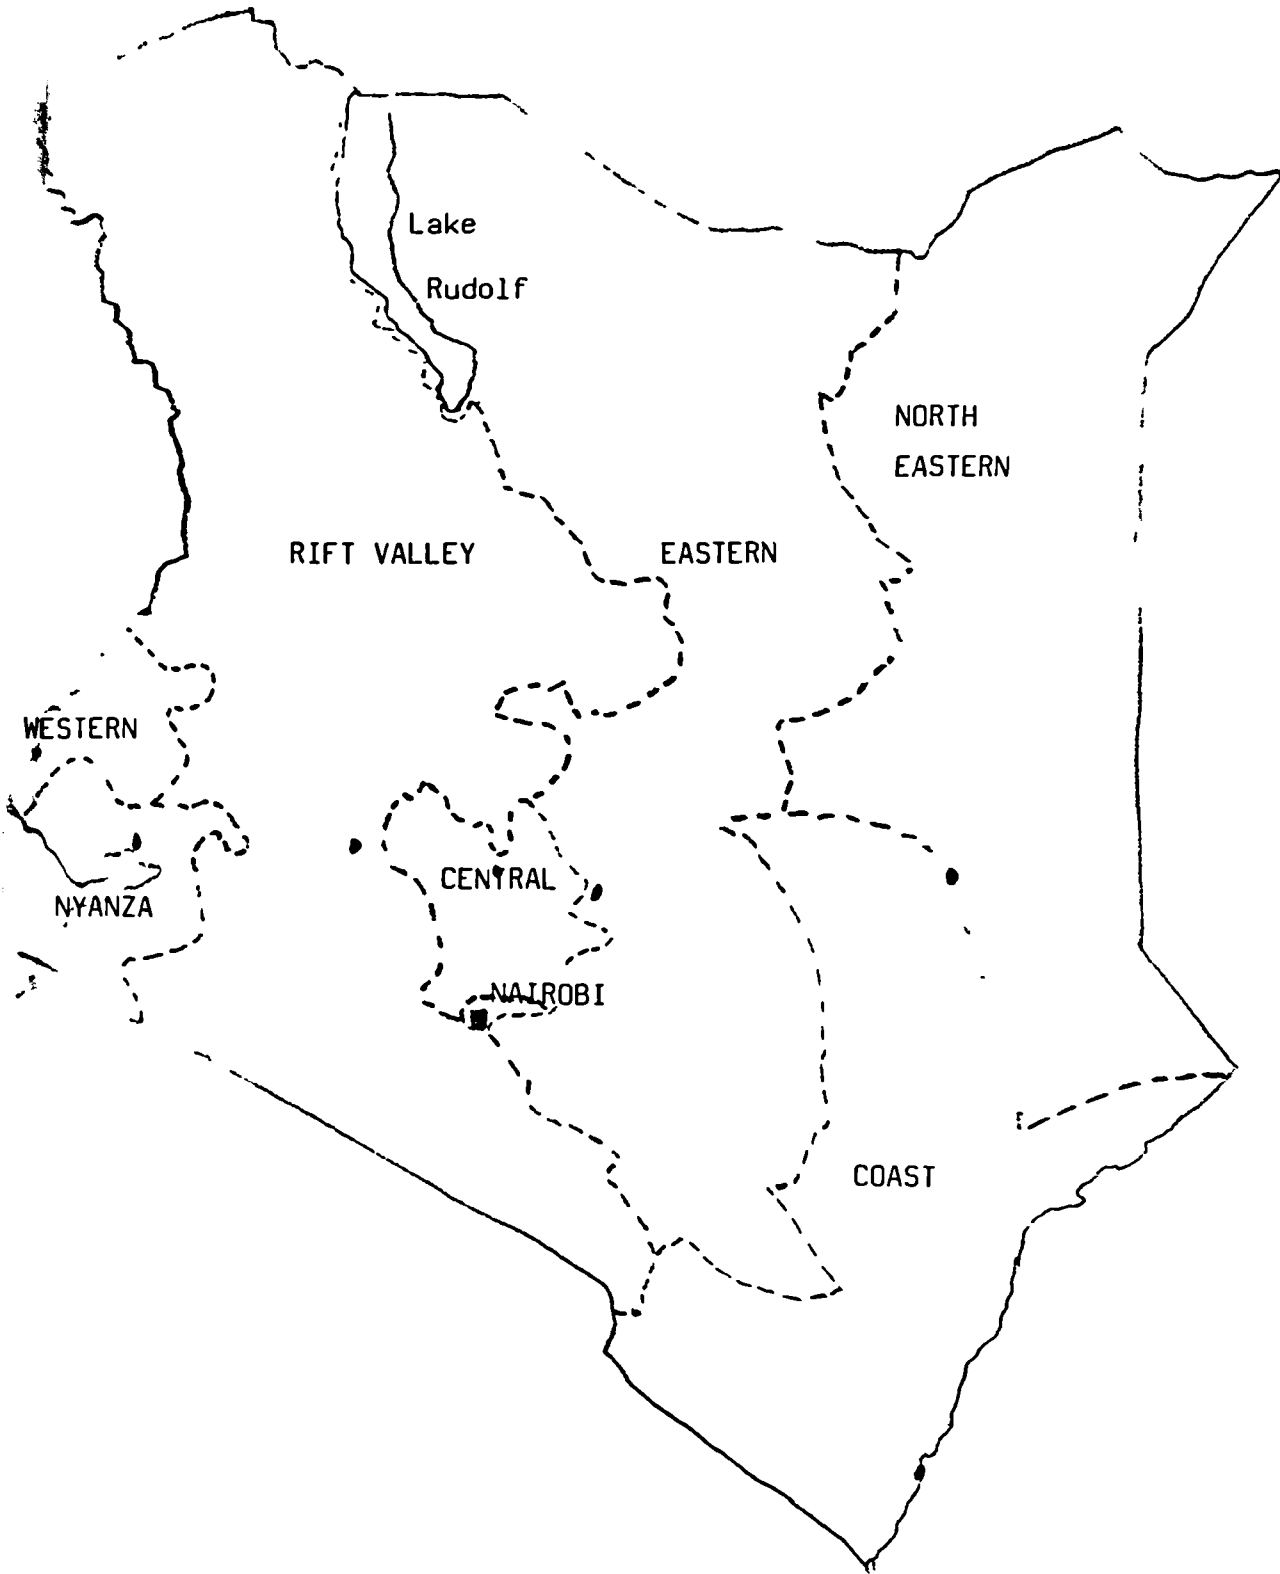 Lake
Rudolf
NORTH
EASTERN
RIFT VALLEY
EASTERN
WESTERN
CENTRAL
NYANZA
NAIROBI
COAST